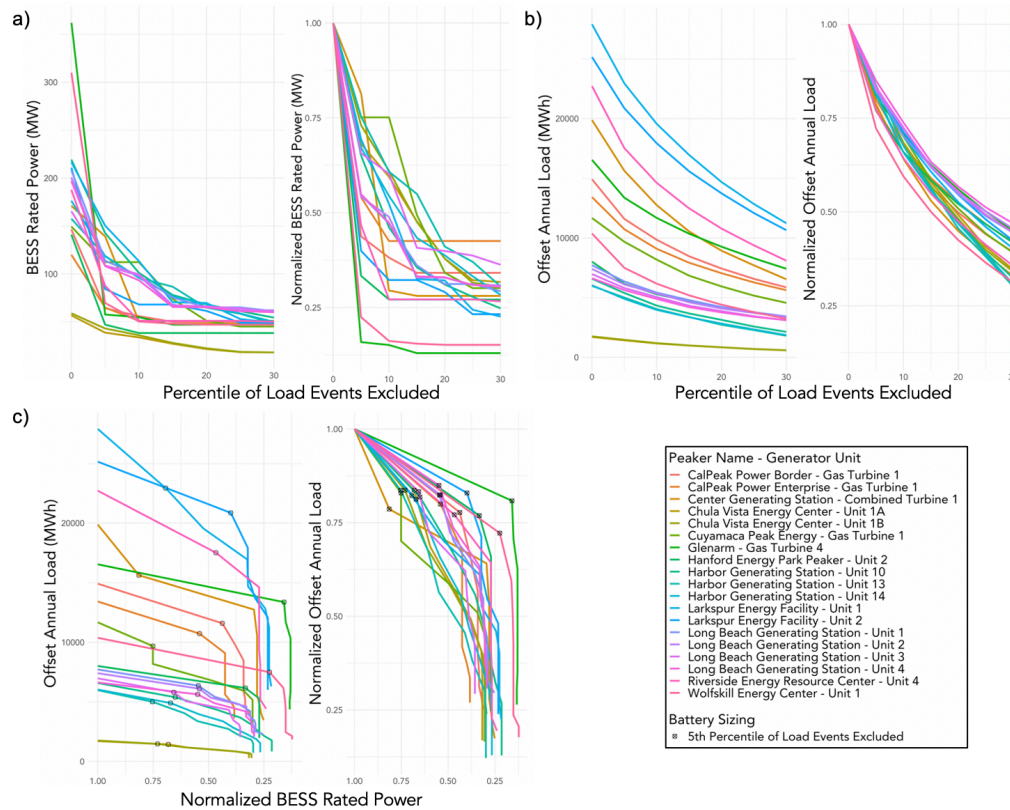 a)
BESS Rated Power (MW)
350
300
250
200
150
100
0
10
20
30
Normalized BESS Rated Power (MW)
1.00
0.75
0.50
0.25
0
10
20
30
Percentile of Load Events Excluded
b)
Offset Annual Load (MWh)
20000
10000
0
0
10
20
30
Normalized Offset Annual Load
1.00
0.75
0.50
0.25
0
10
20
30
Percentile of Load Events Excluded
c)
Offset Annual Load (MWh)
20000
10000
0
1.00
0.75
0.50
0.25
Normalized Offset Annual Load
1.00
0.75
0.50
0.25
1.00
0.75
0.50
0.25
Normalized BESS Rated Power
Peaker Name - Generator Unit
CalPeak Power Border - Gas Turbine 1
CalPeak Power Enterprise - Gas Turbine 1
Center Generating Station - Combined Turbine 1
Chula Vista Energy Center - Unit 1A
Chula Vista Energy Center - Unit 1B
Cuyamaca Peak Energy - Gas Turbine 1
Glenarm - Gas Turbine 4
Hanford Energy Park Peaker - Unit 2
Harbor Generating Station - Unit 10
Harbor Generating Station - Unit 13
Harbor Generating Station - Unit 14
Larkspur Energy Facility - Unit 1
Larkspur Energy Facility - Unit 2
Long Beach Generating Station - Unit 1
Long Beach Generating Station - Unit 2
Long Beach Generating Station - Unit 3
Long Beach Generating Station - Unit 4
Riverside Energy Resource Center - Unit 4
Wolfskill Energy Center - Unit 1
Battery Sizing
5th Percentile of Load Events Excluded